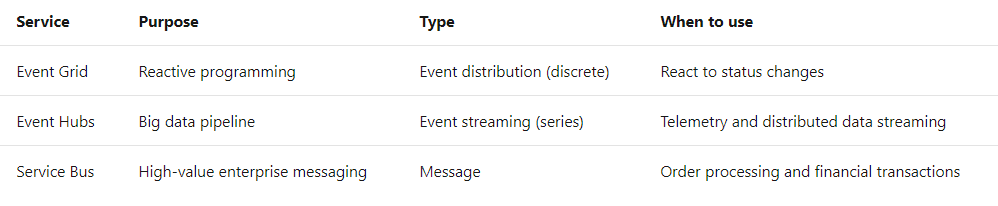 Service Purpose Type When to use
Event Grid Reactive programming Event distribution (discrete) React to status changes
Event Hubs Big data pipeline Event streaming (series) Telemetry and distributed data streaming
Service Bus High-value enterprise messaging Message Order processing and financial transactions